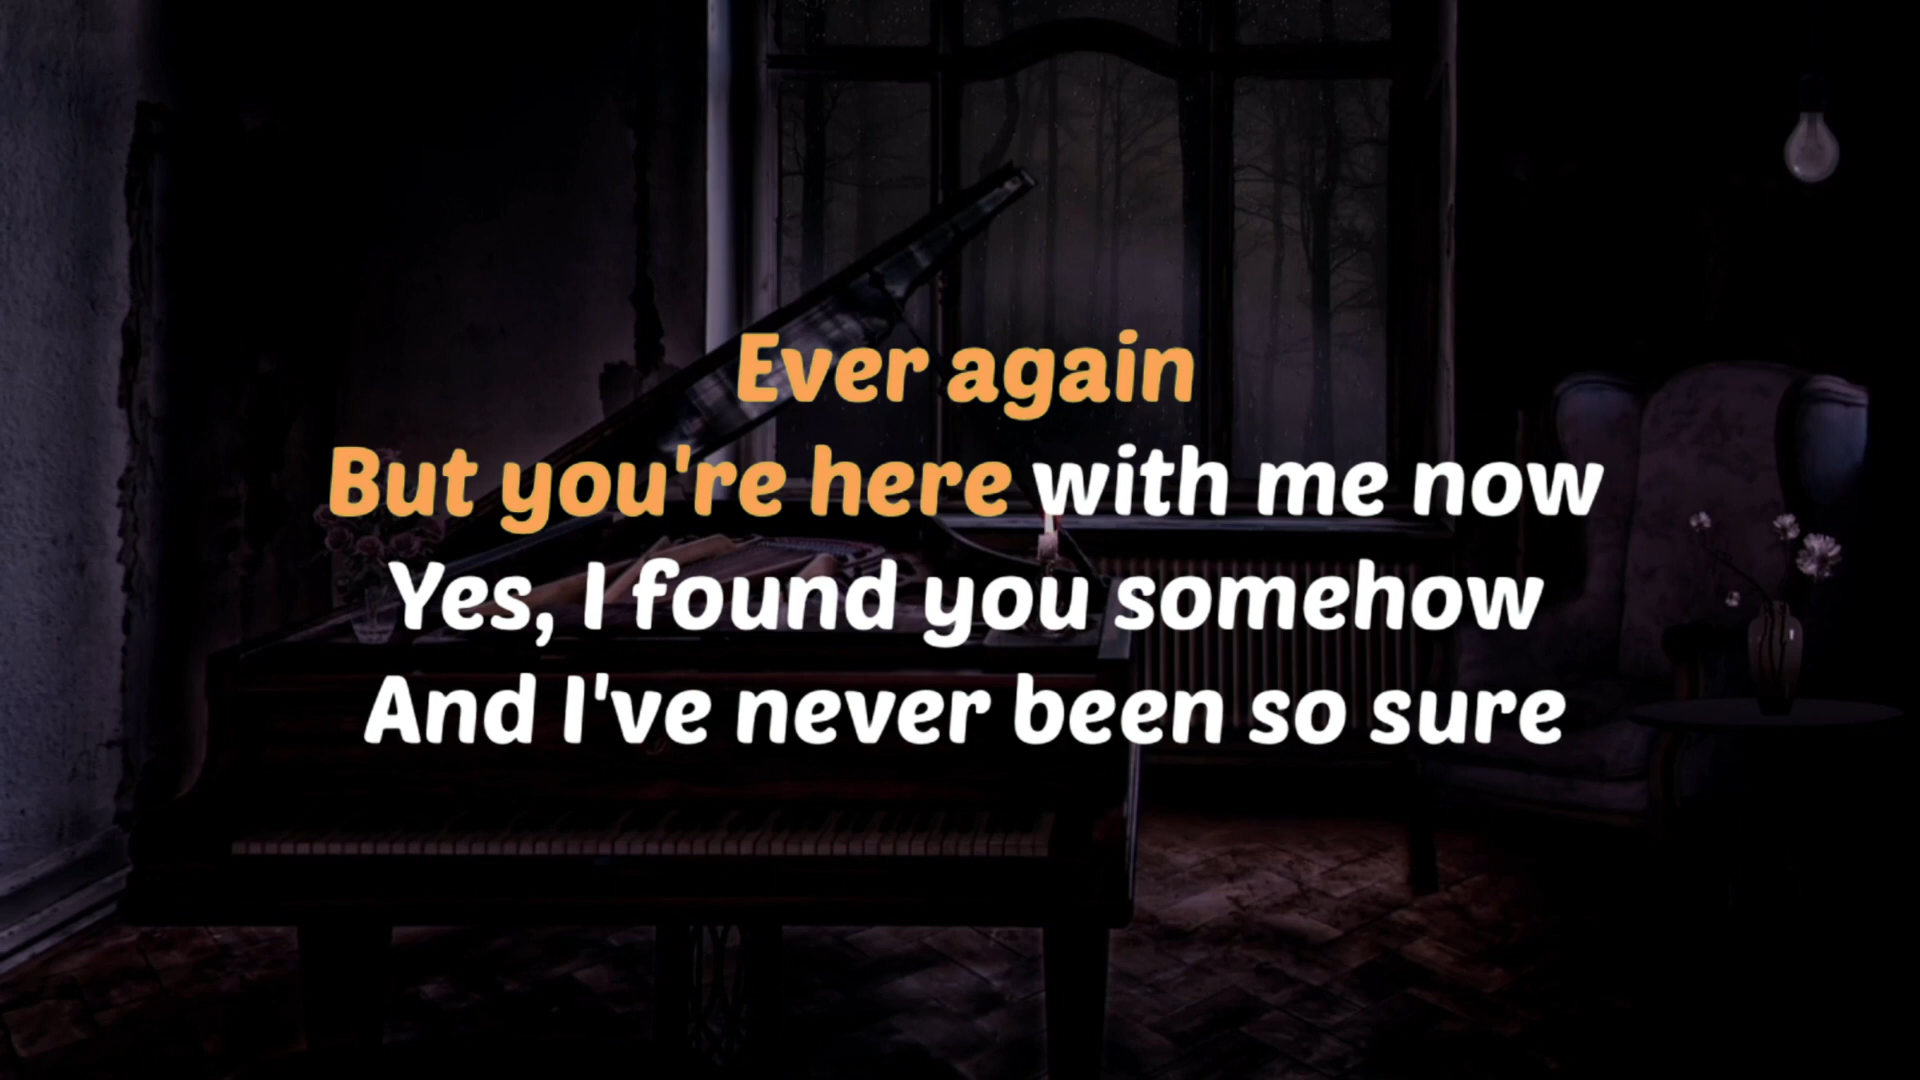 Ever again
But you're here with me now
Yes, I found you somehow
And I've never been so sure